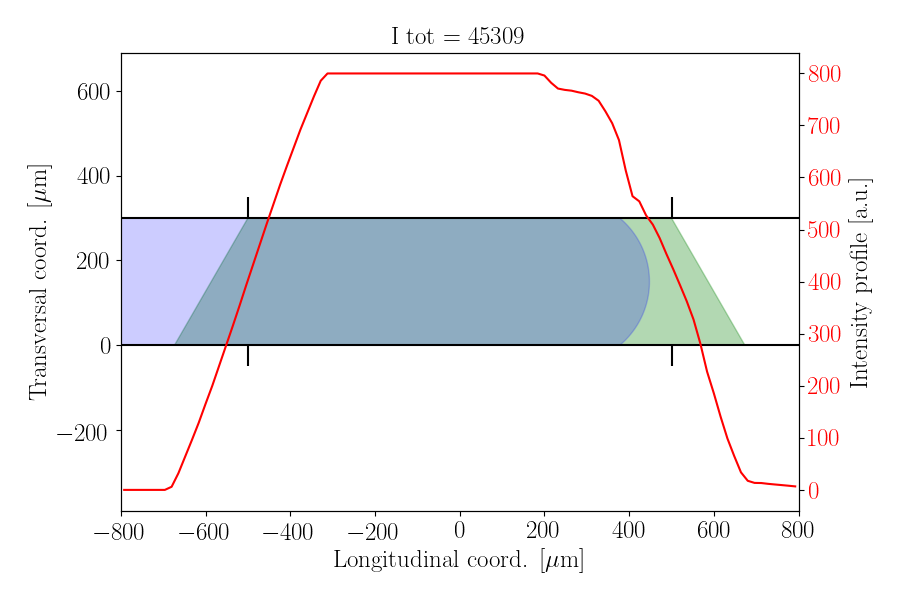 I tot = 45309
600
400
200
0
−200
Transversal coord. [μm]
800
700
600
500
400
300
200
100
0
Intensity profile [a.u.]
−800 −600 −400 −200 0 200 400 600 800
Longitudinal coord. [μm]